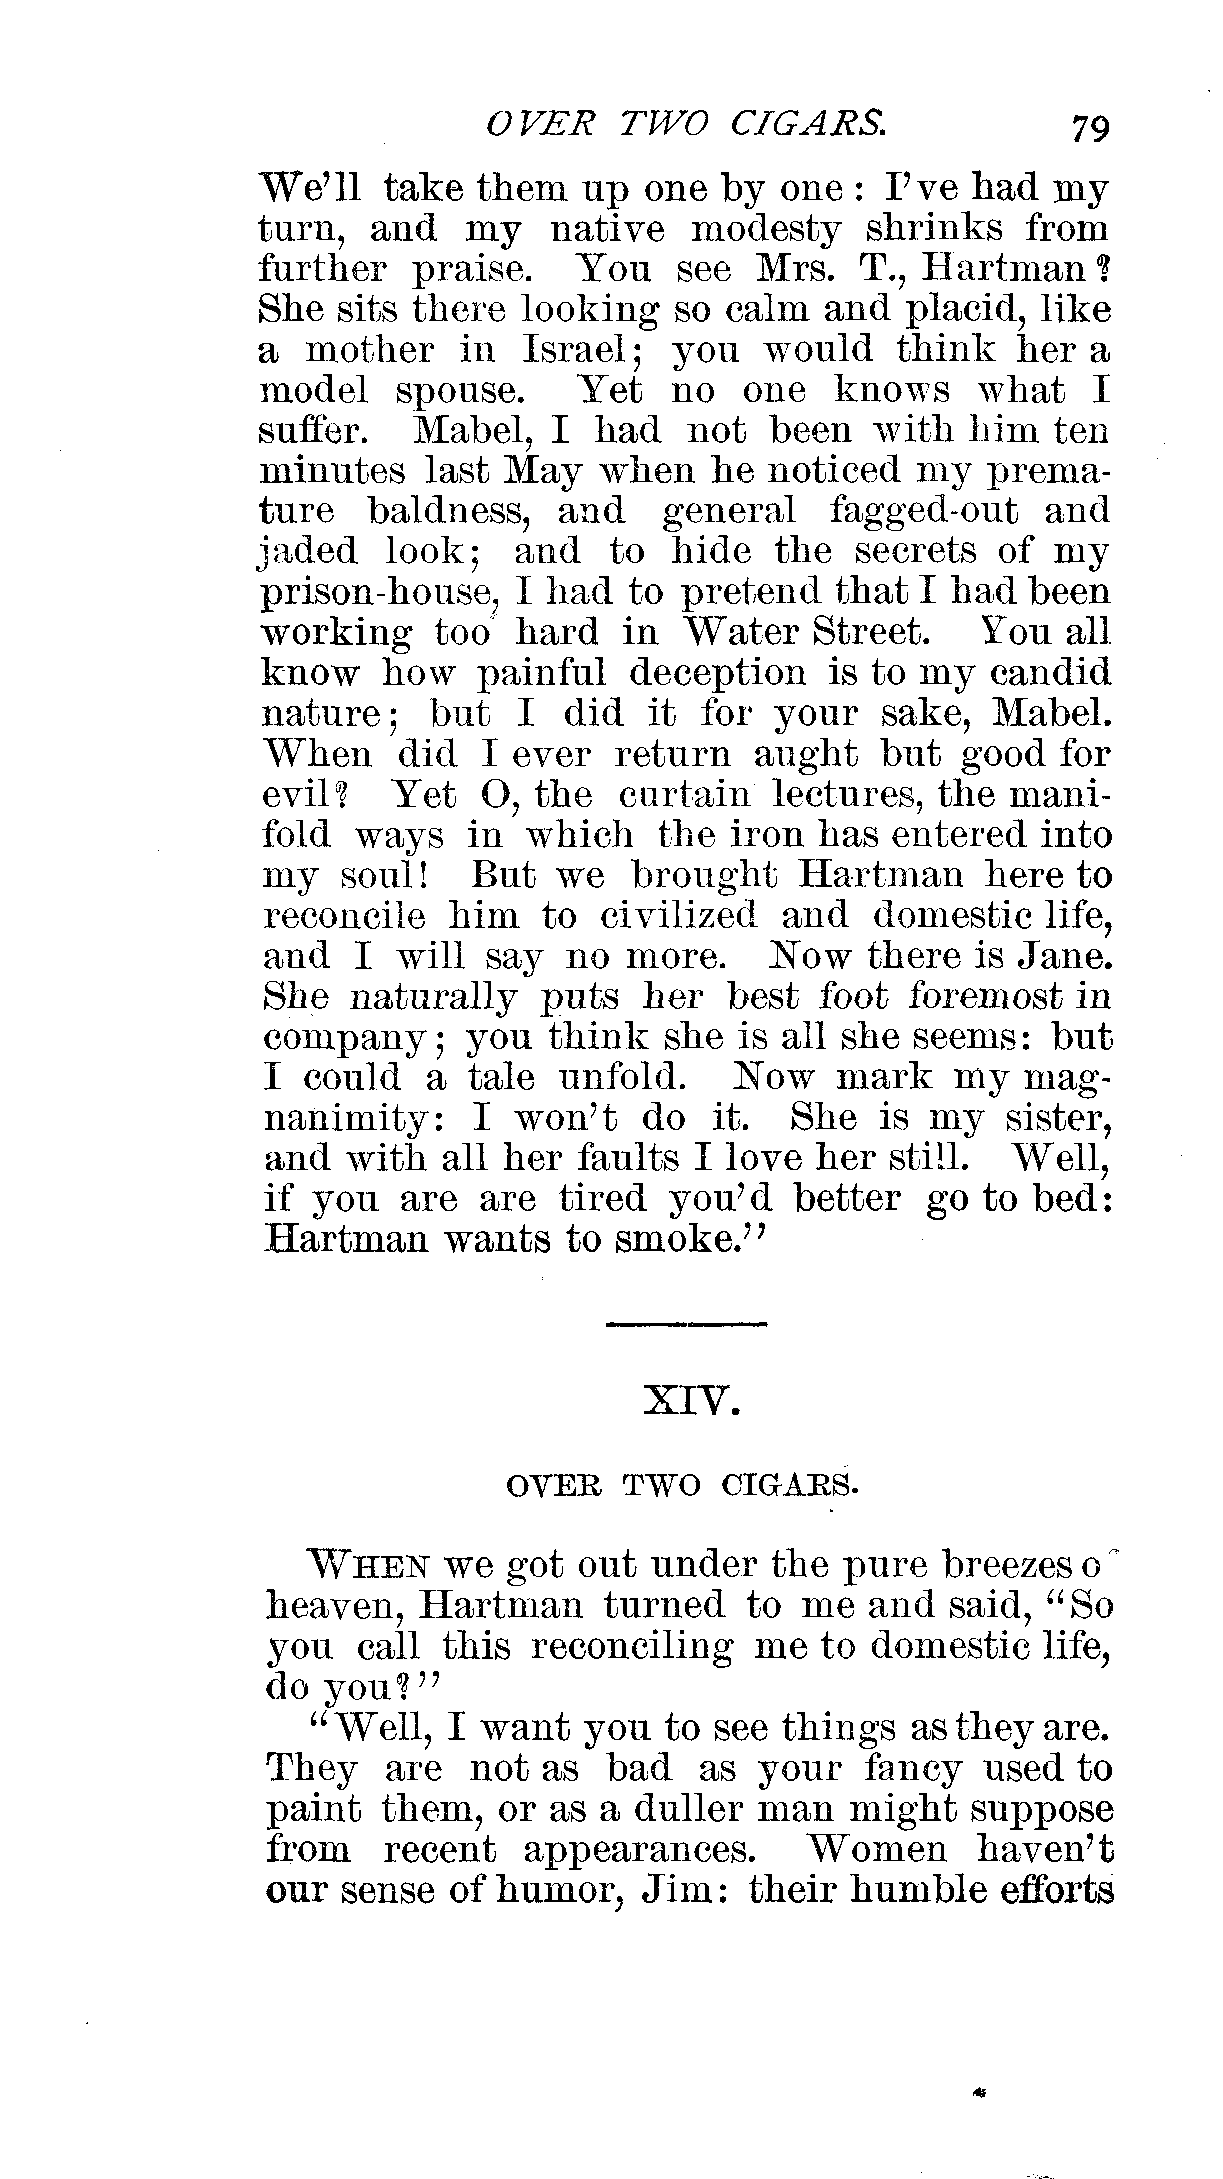 OVER TWO CIGARS. 79
We'll take them up one by one : I've had my
turn, and my native modesty shrinks from
further praise. You see Mrs. T., Hartman ?
She sits there looking so calm and placid, like
a mother in Israel; you would think her a
model spouse. Yet no one knows what I
suffer. Mabel, I had not been with him ten
minutes last May when he noticed my prema-
ture baldness, and general fagged-out and
jaded look; and to hide the secrets of my
prison-house, I had to pretend that I had been
working too hard in Water Street. You all
know how painful deception is to my candid
nature; but I did it for your sake, Mabel.
When did I ever return aught but good for
evil? Yet O, the curtain lectures, the mani-
fold ways in which the iron has entered into
my soul! But we brought Hartman here to
reconcile him to civilized and domestic life,
and I will say no more. Now there is Jane.
She naturally puts her best foot foremost in
company; you think she is all she seems: but
I could a tale unfold. Now mark my mag-
nanimity: I won't do it. She is my sister,
and with all her faults I love her still. Well,
if you are are tired you'd better go to bed:
Hartman wants to smoke."
XIV.
OVER TWO CIGARS.
WHEN we got out under the pure breezes o
heaven, Hartman turned to me and said, "So
you call this reconciling me to domestic life,
do you?"
"Well, I want you to see things as they are.
They are not as bad as your fancy used to
paint them, or as a duller man might suppose
from recent appearances. Women haven't
our sense of humor, Jim: their humble efforts